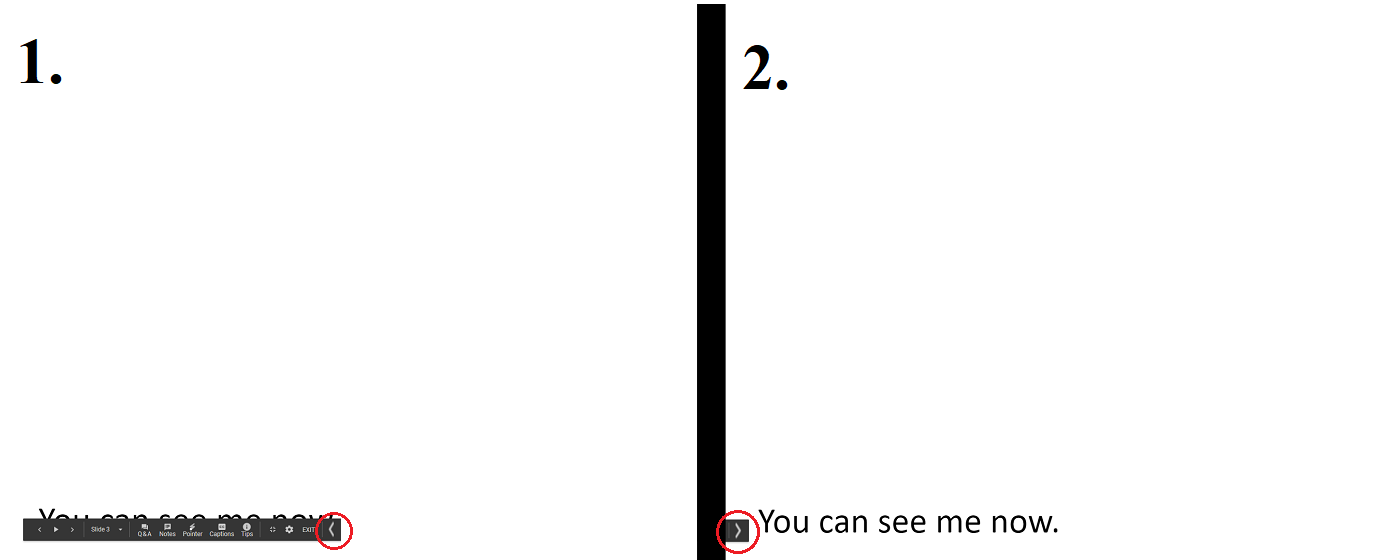 1.
You can see me now.
Slide 3 Q&A Notes Pointer Captions Tips EXIT
2.
You can see me now.